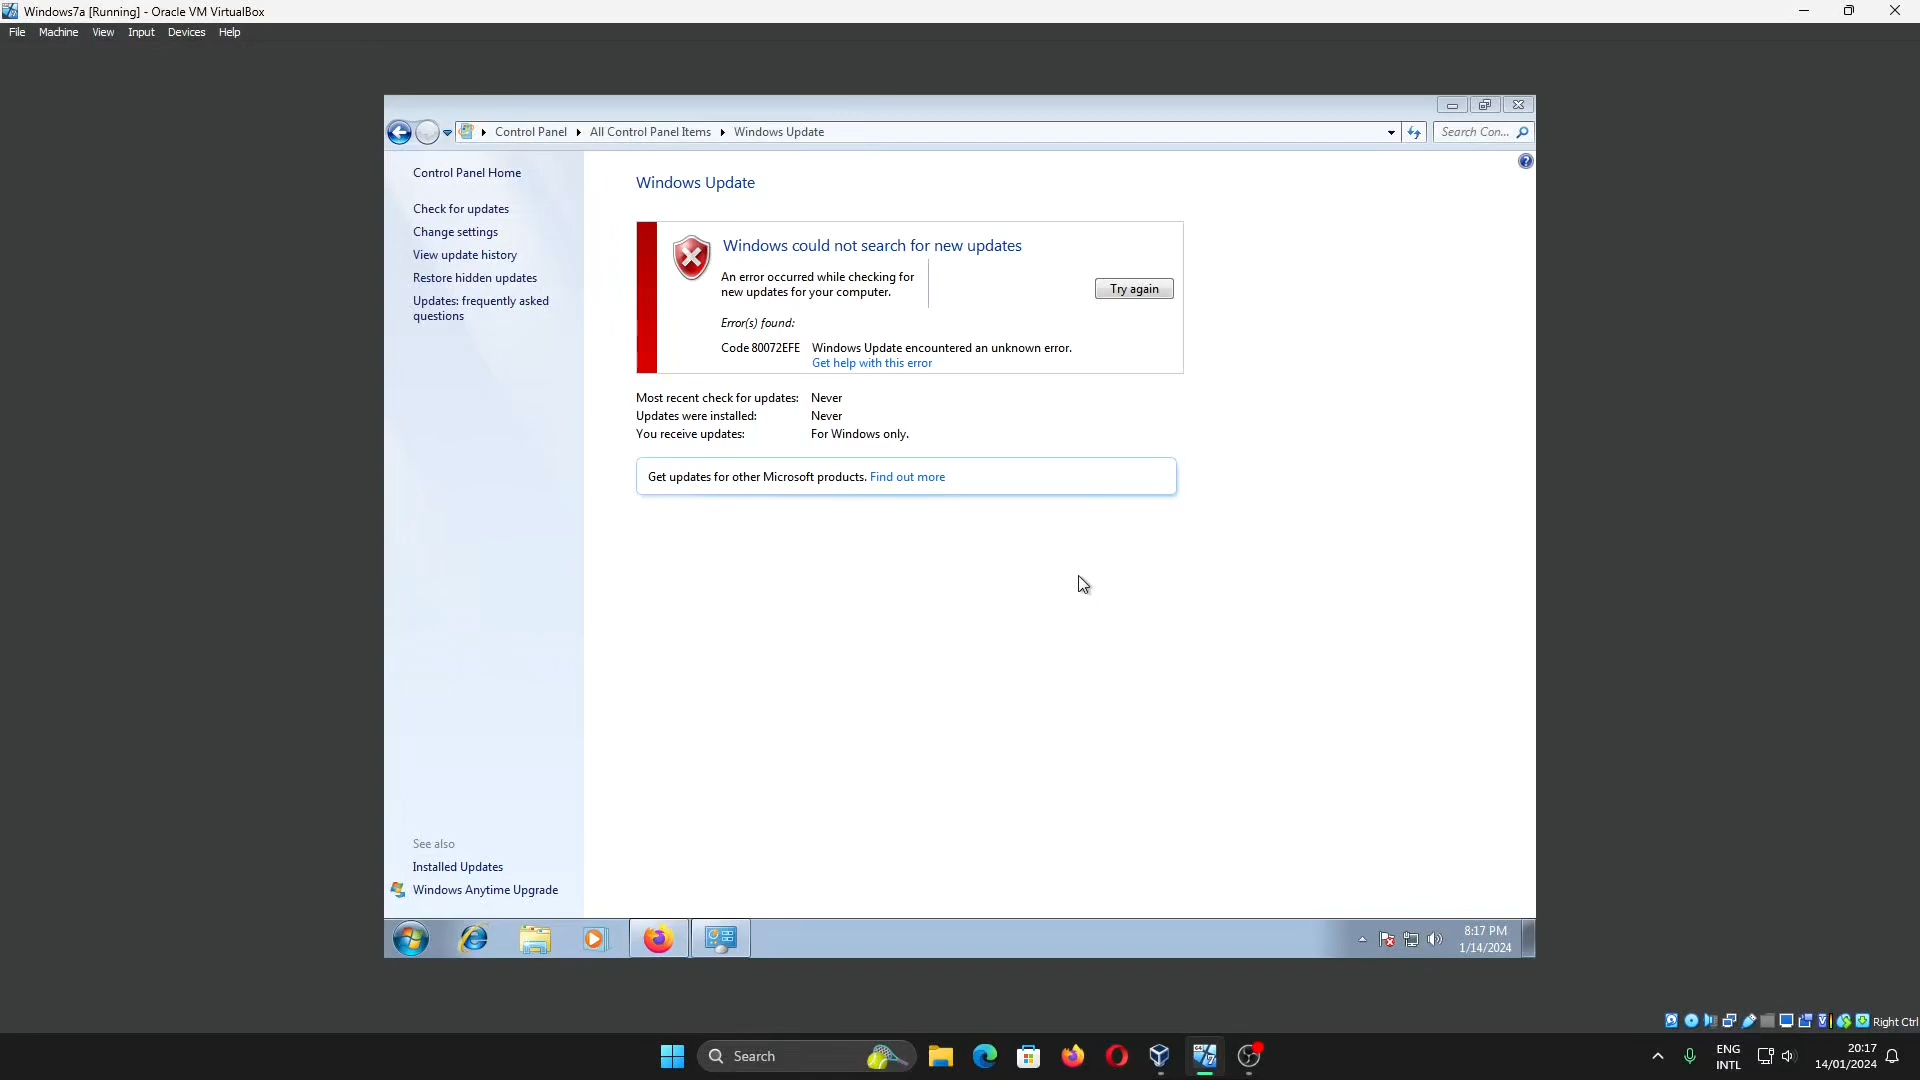 Windows7a [Running] - Oracle VM VirtualBox
File Machine View Input Devices Help
Control Panel All Control Panel Items Windows Update
Search Con...
Control Panel Home
Check for updates
Change settings
View update history
Restore hidden updates
Updates: frequently asked
questions
Windows Update
Windows could not search for new updates
An error occurred while checking for
new updates for your computer.
Try again
Error(s) found:
Code 80072EFE Windows Update encountered an unknown error.
Get help with this error
Most recent check for updates: Never
Updates were installed: Never
You receive updates: For Windows only.
Get updates for other Microsoft products. Find out more
See also
Installed Updates
Windows Anytime Upgrade
8:17 PM
1/14/2024
Right Ctrl
Search
ENG
INTL
20:17
14/01/2024